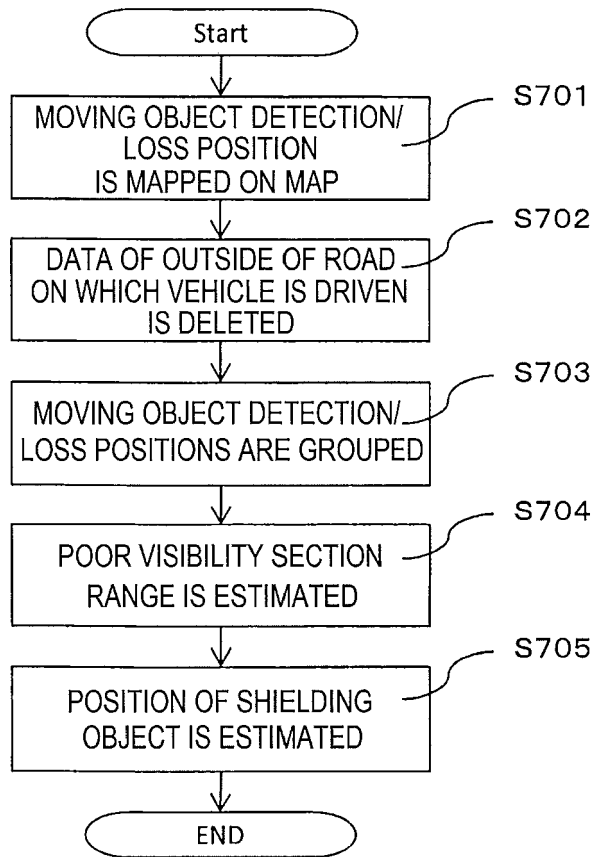 Start
S701
MOVING OBJECT DETECTION/
LOSS POSITION
IS MAPPED ON MAP
S702
DATA OF OUTSIDE OF ROAD
ON WHICH VEHICLE IS DRIVEN
IS DELETED
S703
MOVING OBJECT DETECTION/
LOSS POSITIONS ARE GROUPED
S704
POOR VISIBILITY SECTION
RANGE IS ESTIMATED
S705
POSITION OF SHIELDING
OBJECT IS ESTIMATED
END